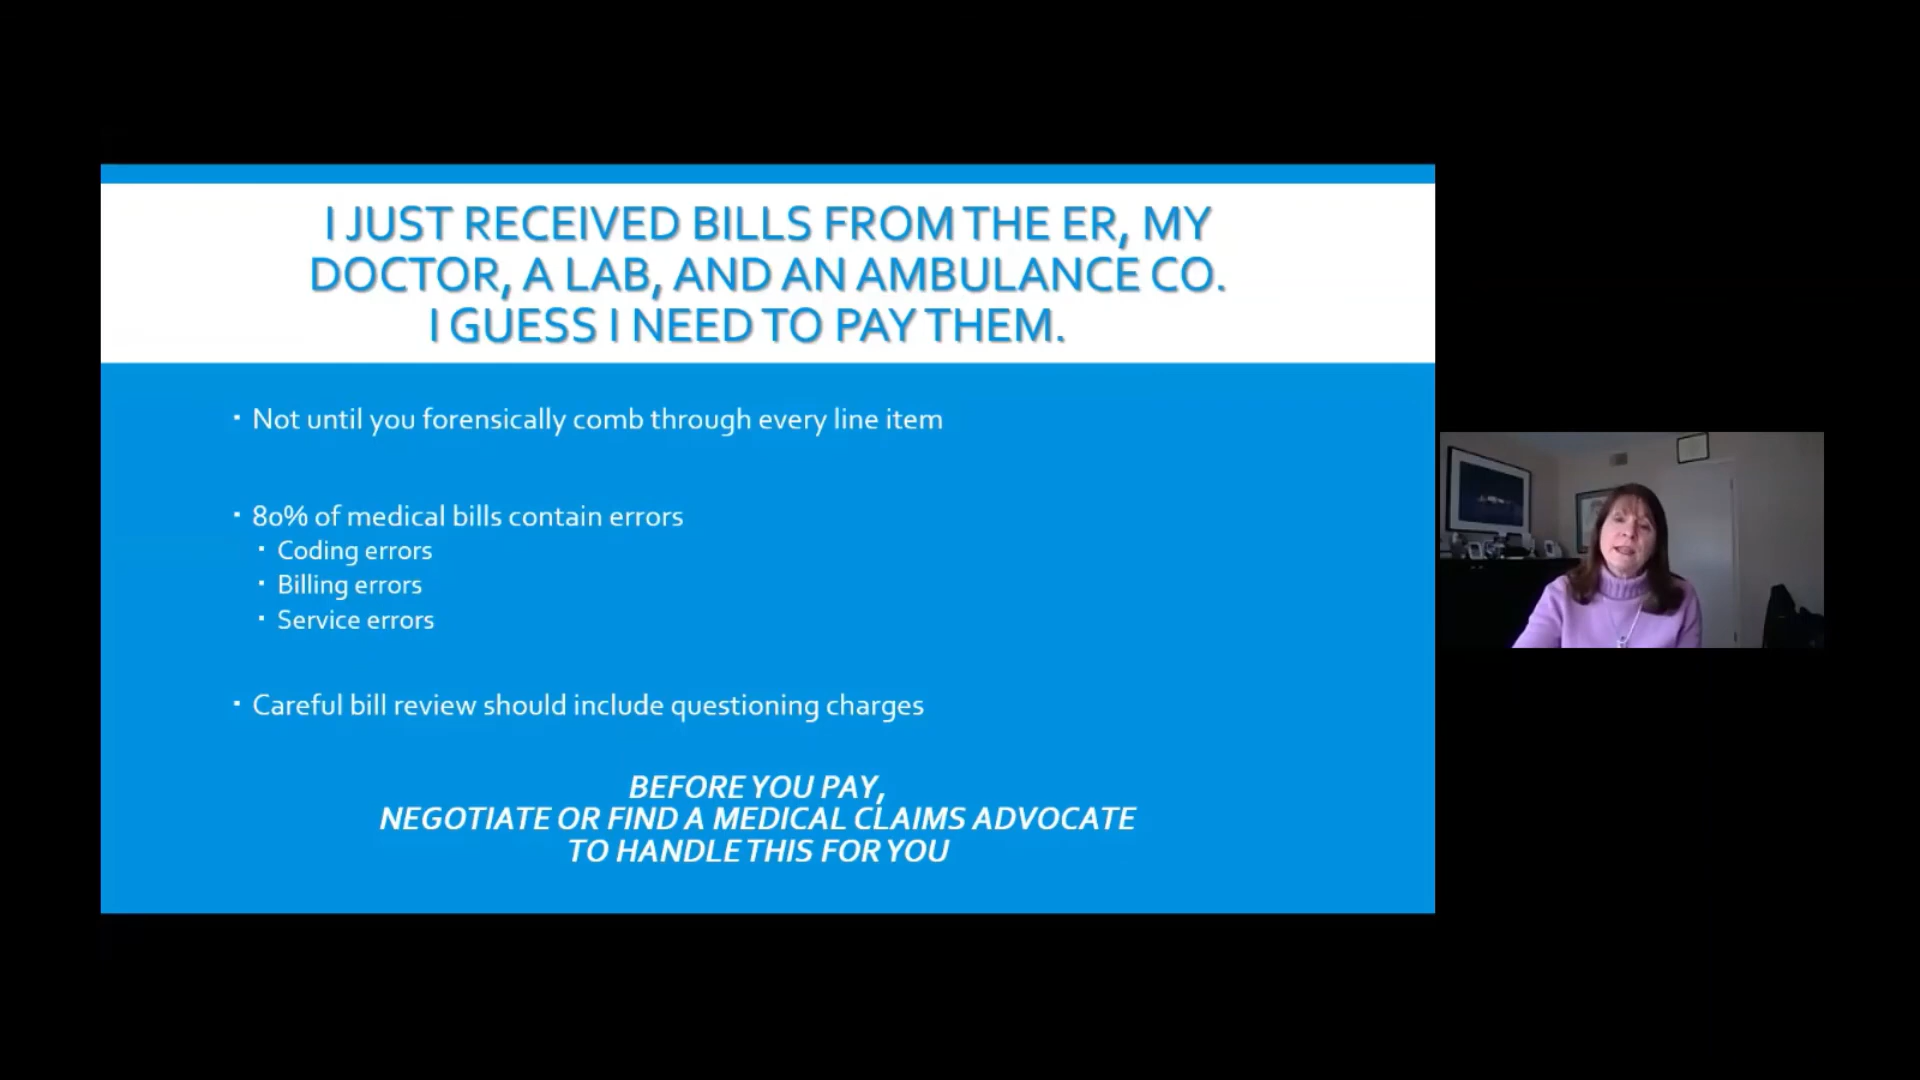 I JUST RECEIVED BILLS FROM THE ER, MY
DOCTOR, A LAB, AND AN AMBULANCE CO.
I GUESS I NEED TO PAY THEM.
▪ Not until you forensically comb through every line item
▪ 80% of medical bills contain errors
▪ Coding errors
▪ Billing errors
▪ Service errors
▪ Careful bill review should include questioning charges
BEFORE YOU PAY,
NEGOTIATE OR FIND A MEDICAL CLAIMS ADVOCATE
TO HANDLE THIS FOR YOU